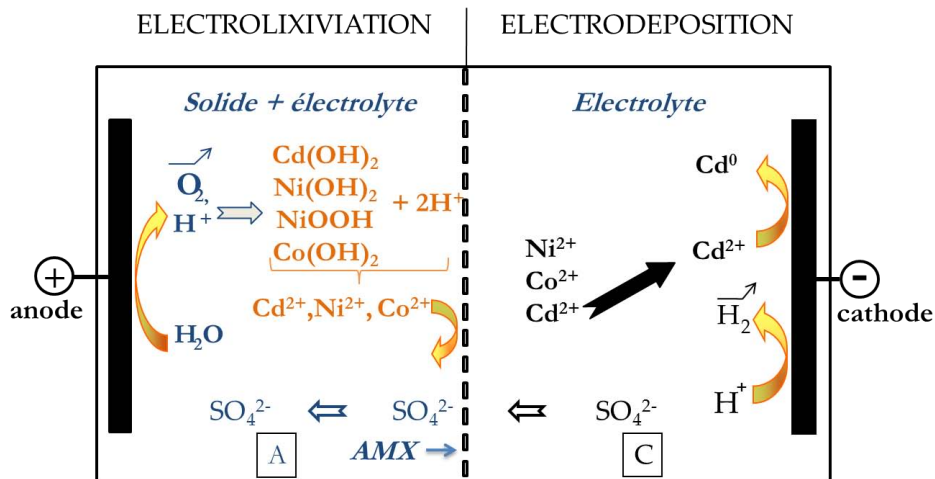 ELECTROLIXIVIATION
ELECTRODEPOSITION
Solide + électrolyte
Electrolyte
O₂,
H⁺
Cd(OH)₂
Ni(OH)₂
NiOOH
Co(OH)₂
+ 2H⁺
Cd²⁺,Ni²⁺, Co²⁺
H₂O
+
anode
SO₄²⁻
SO₄²⁻
A
AMX
Ni²⁺
Co²⁺
Cd²⁺
Cd⁰
Cd²⁺
H₂
H⁺
SO₄²⁻
C
-
cathode